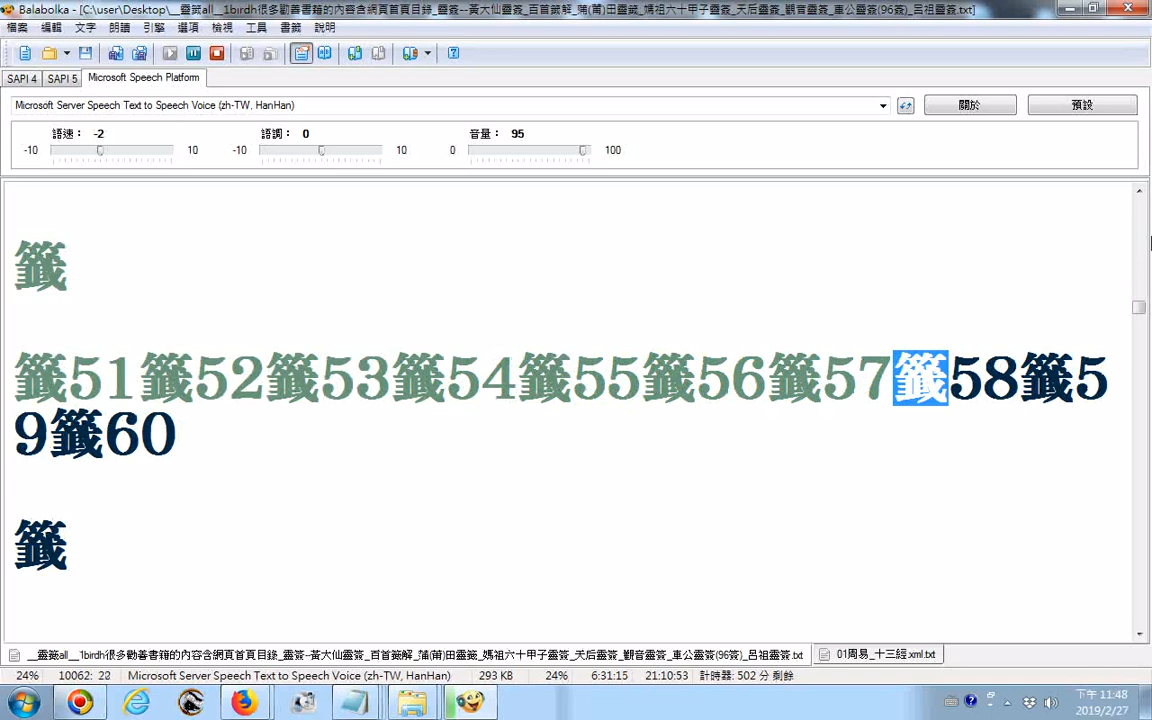 Balabolka - [C:\user\Desktop\__靈籤all__1birdh很多勸善書籍的內容含網頁首頁目錄_靈簽--黃大仙靈簽_百首籤解_蒲(莆)田靈籤_媽祖六十甲子靈簽_天后靈簽_觀音靈簽_車公靈簽(96簽)_呂祖靈簽.txt]
檔案 編輯 文字 朗讀 引擎 選項 檢視 工具 書籤 說明
SAPI 4 SAPI 5 Microsoft Speech Platform
Microsoft Server Speech Text to Speech Voice (zh-TW, HanHan) 關於 預設
語速： -2 語調： 0 音量： 95
-10 10 -10 10 0 100
籤
籤51籤52籤53籤54籤55籤56籤57籤58籤5
9籤60
籤
__靈籤all__1birdh很多勸善書籍的內容含網頁首頁目錄_靈簽--黃大仙靈簽_百首籤解_蒲(莆)田靈籤_媽祖六十甲子靈簽_天后靈簽_觀音靈簽_車公靈簽(96簽)_呂祖靈簽.txt 01周易_十三經.xml.txt
24% 10062: 22 Microsoft Server Speech Text to Speech Voice (zh-TW, HanHan) 293 KB 24% 6:31:15 21:10:53 計時器: 502 分 剩餘
下午 11:48
2019/2/27